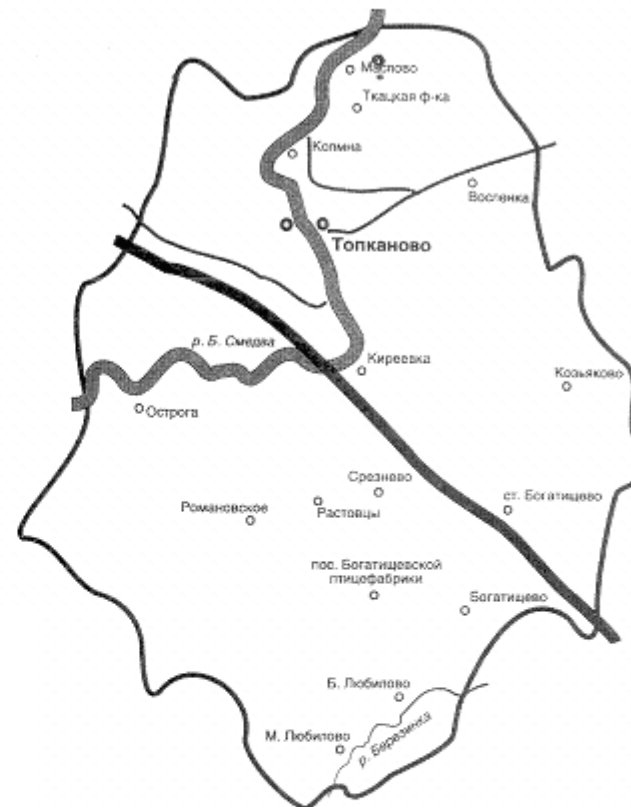 Маслово
Ткацкая ф-ка
Колмна
Восленка
Топканово
р. Б. Смедва
Киреевка
Козьяково
Острога
Срезнево
ст. Богатищево
Романовское
Растовцы
пос. Богатищевской
птицефабрики
Богатищево
Б. Любилово
М. Любилово
р. Березинка